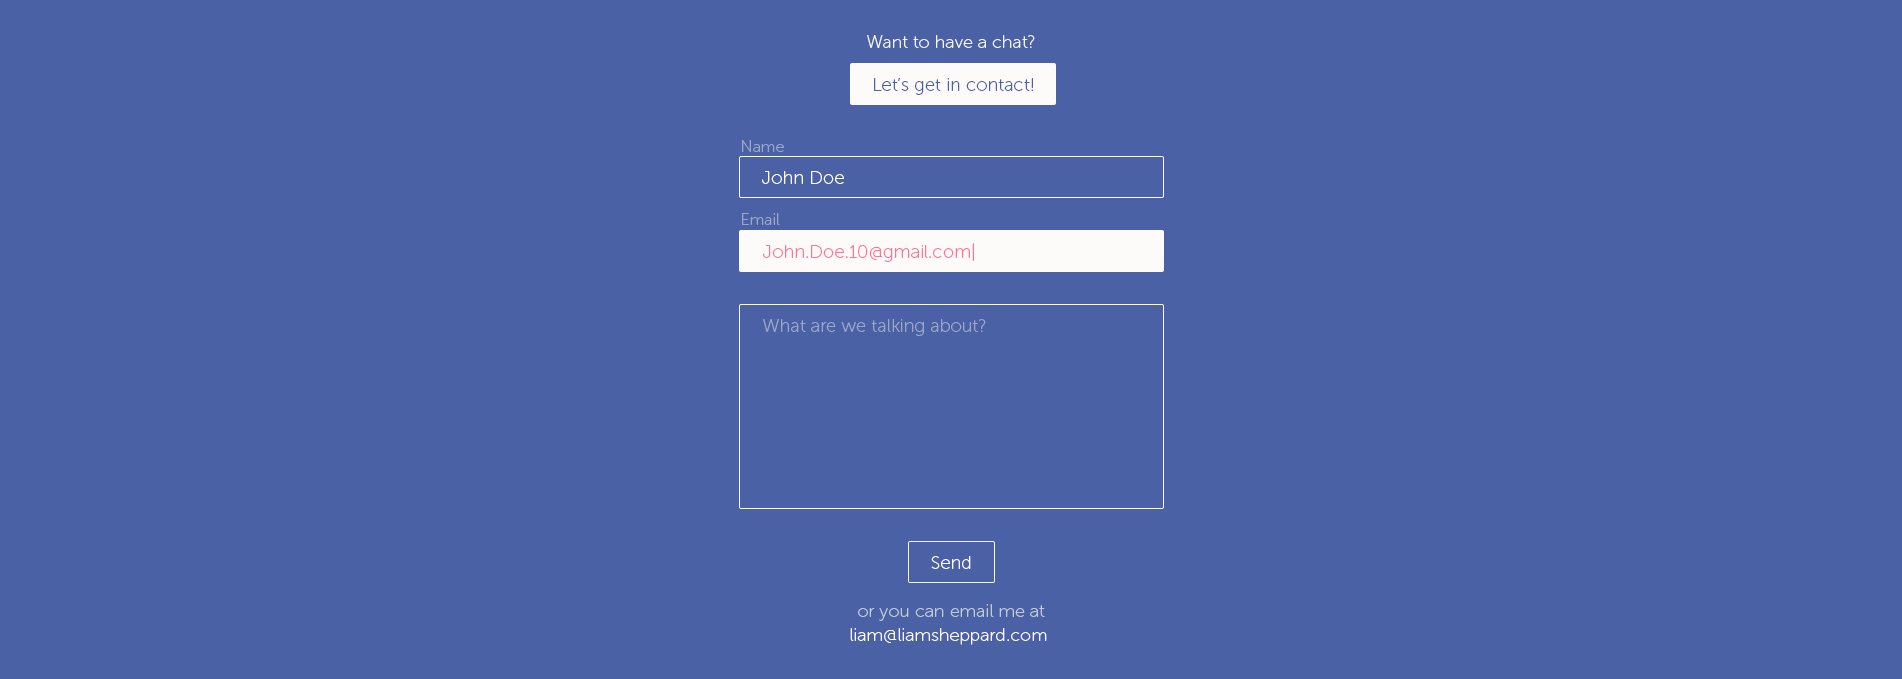 Want to have a chat?
Let’s get in contact!
Name
John Doe
Email
John.Doe.10@gmail.com
What are we talking about?
Send
or you can email me at
liam@liamsheppard.com